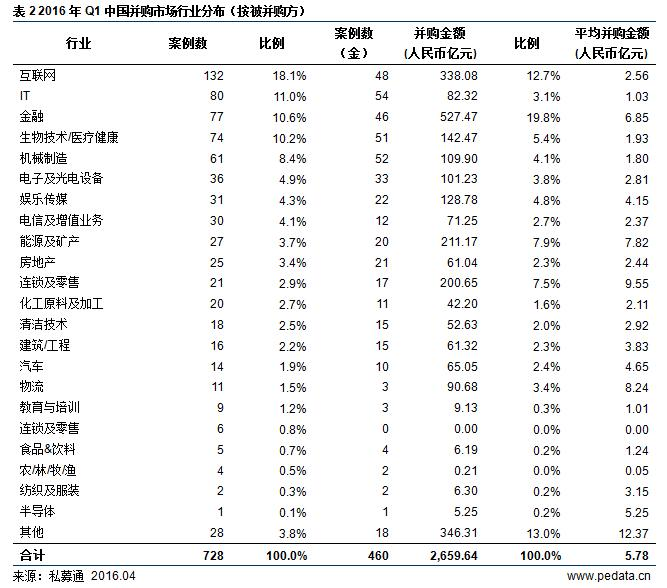 表 2 2016 年 Q1 中国并购市场行业分布（按被并购方）
行业 案例数 比例 案例数（金） 并购金额(人民币亿元) 比例 平均并购金额(人民币亿元)
互联网 132 18.1% 48 338.08 12.7% 2.56
IT 80 11.0% 54 82.32 3.1% 1.03
金融 77 10.6% 46 527.47 19.8% 6.85
生物技术/医疗健康 74 10.2% 51 142.47 5.4% 1.93
机械制造 61 8.4% 52 109.90 4.1% 1.80
电子及光电设备 36 4.9% 33 101.23 3.8% 2.81
娱乐传媒 31 4.3% 22 128.78 4.8% 4.15
电信及增值业务 30 4.1% 12 71.25 2.7% 2.37
能源及矿产 27 3.7% 20 211.17 7.9% 7.82
房地产 25 3.4% 21 61.04 2.3% 2.44
连锁及零售 21 2.9% 17 200.65 7.5% 9.55
化工原料及加工 20 2.7% 11 42.20 1.6% 2.11
清洁技术 18 2.5% 15 52.63 2.0% 2.92
建筑/工程 16 2.2% 15 61.32 2.3% 3.83
汽车 14 1.9% 10 65.05 2.4% 4.65
物流 11 1.5% 3 90.68 3.4% 8.24
教育与培训 9 1.2% 3 9.13 0.3% 1.01
连锁及零售 6 0.8% 0 0.00 0.0% 0.00
食品&饮料 5 0.7% 4 6.19 0.2% 1.24
农/林/牧/渔 4 0.5% 2 0.21 0.0% 0.05
纺织及服装 2 0.3% 2 6.30 0.2% 3.15
半导体 1 0.1% 1 5.25 0.2% 5.25
其他 28 3.8% 18 346.31 13.0% 12.37
合计 728 100.0% 460 2,659.64 100.0% 5.78
来源：私募通 2016.04 www.pedata.cn